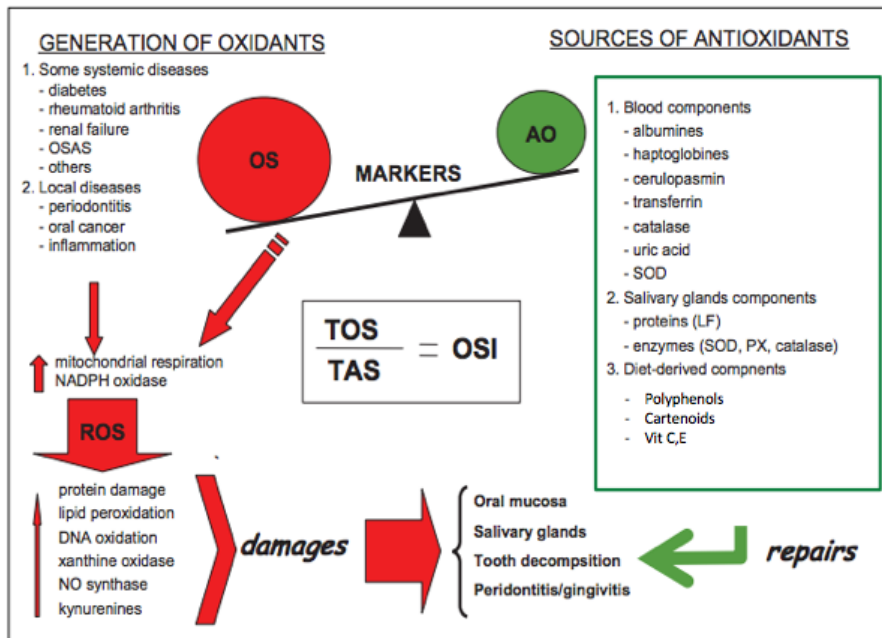 GENERATION OF OXIDANTS
1. Some systemic diseases
- diabetes
- rheumatoid arthritis
- renal failure
- OSAS
- others
2. Local diseases
- periodontitis
- oral cancer
- inflammation
OS
MARKERS
AO
SOURCES OF ANTIOXIDANTS
1. Blood components
- albumines
- haptoglobines
- cerulopasmin
- transferrin
- catalase
- uric acid
- SOD
2. Salivary glands components
- proteins (LF)
- enzymes (SOD, PX, catalase)
3. Diet-derived compnents
- Polyphenols
- Cartenoids
- Vit C,E
TOS
TAS
= OSI
mitochondrial respiration
NADPH oxidase
ROS
protein damage
lipid peroxidation
DNA oxidation
xanthine oxidase
NO synthase
kynurenines
damages
Oral mucosa
Salivary glands
Tooth decompsition
Peridontitis/gingivitis
repairs